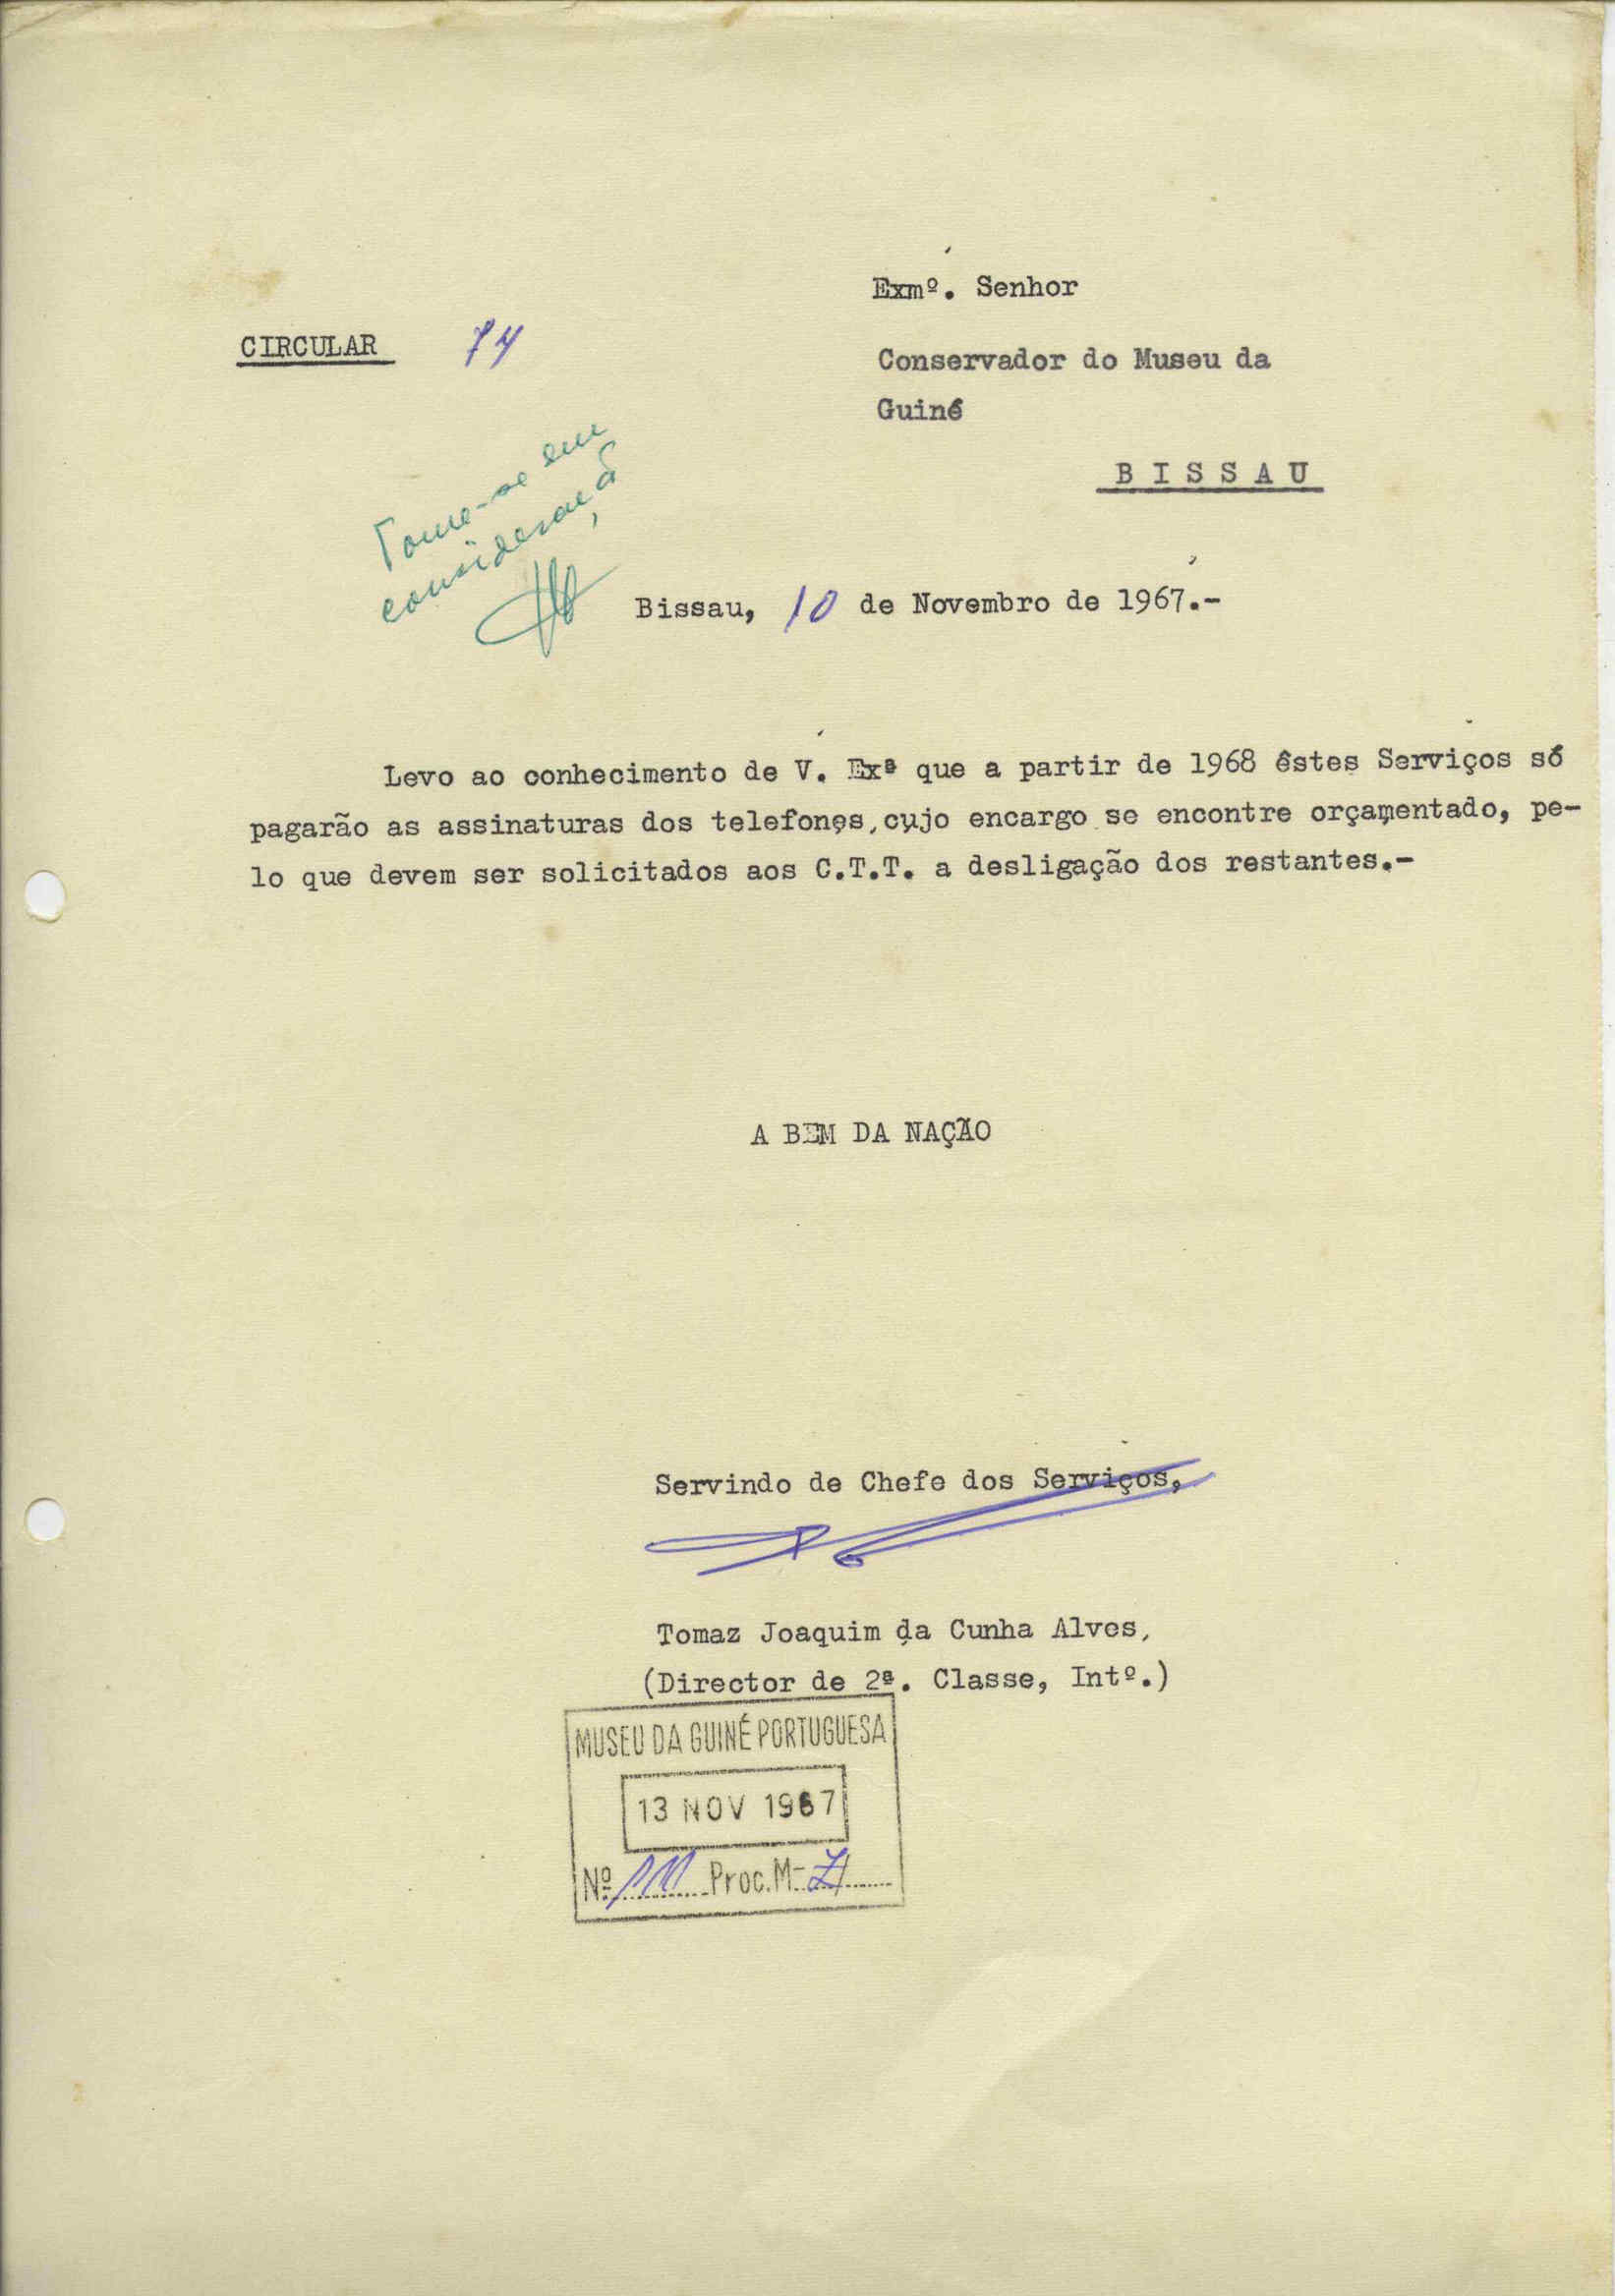 Exmº. Senhor
CIRCULAR 74
Conservador do Museu da
Guiné
BISSAU
Tome-se em
consideração
Bissau, 10 de Novembro de 1967.-
Levo ao conhecimento de V. Exª que a partir de 1968 êstes Serviços só
pagarão as assinaturas dos telefones, cujo encargo se encontre orçamentado, pe-
lo que devem ser solicitados aos C.T.T. a desligação dos restantes.-
A BEM DA NAÇÃO
Servindo de Chefe dos Serviços,
Tomaz Joaquim da Cunha Alves,
(Director de 2ª. Classe, Intº.)
MUSEU DA GUINÉ PORTUGUESA
13 NOV 1967
Nº Proc. M-71